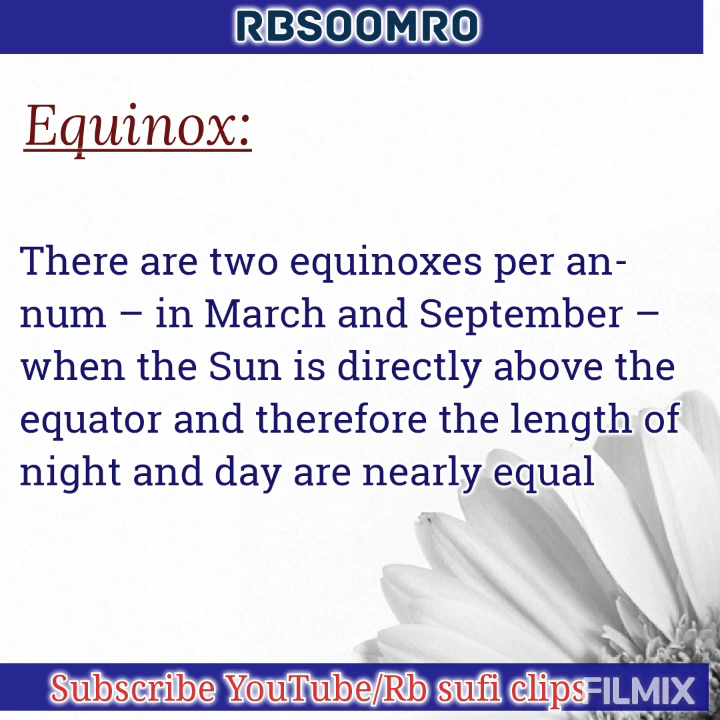 RBSOOMRO
Equinox:
There are two equinoxes per an-
num – in March and September –
when the Sun is directly above the
equator and therefore the length of
night and day are nearly equal
Subscribe YouTube/Rb sufi clips
FILMIX